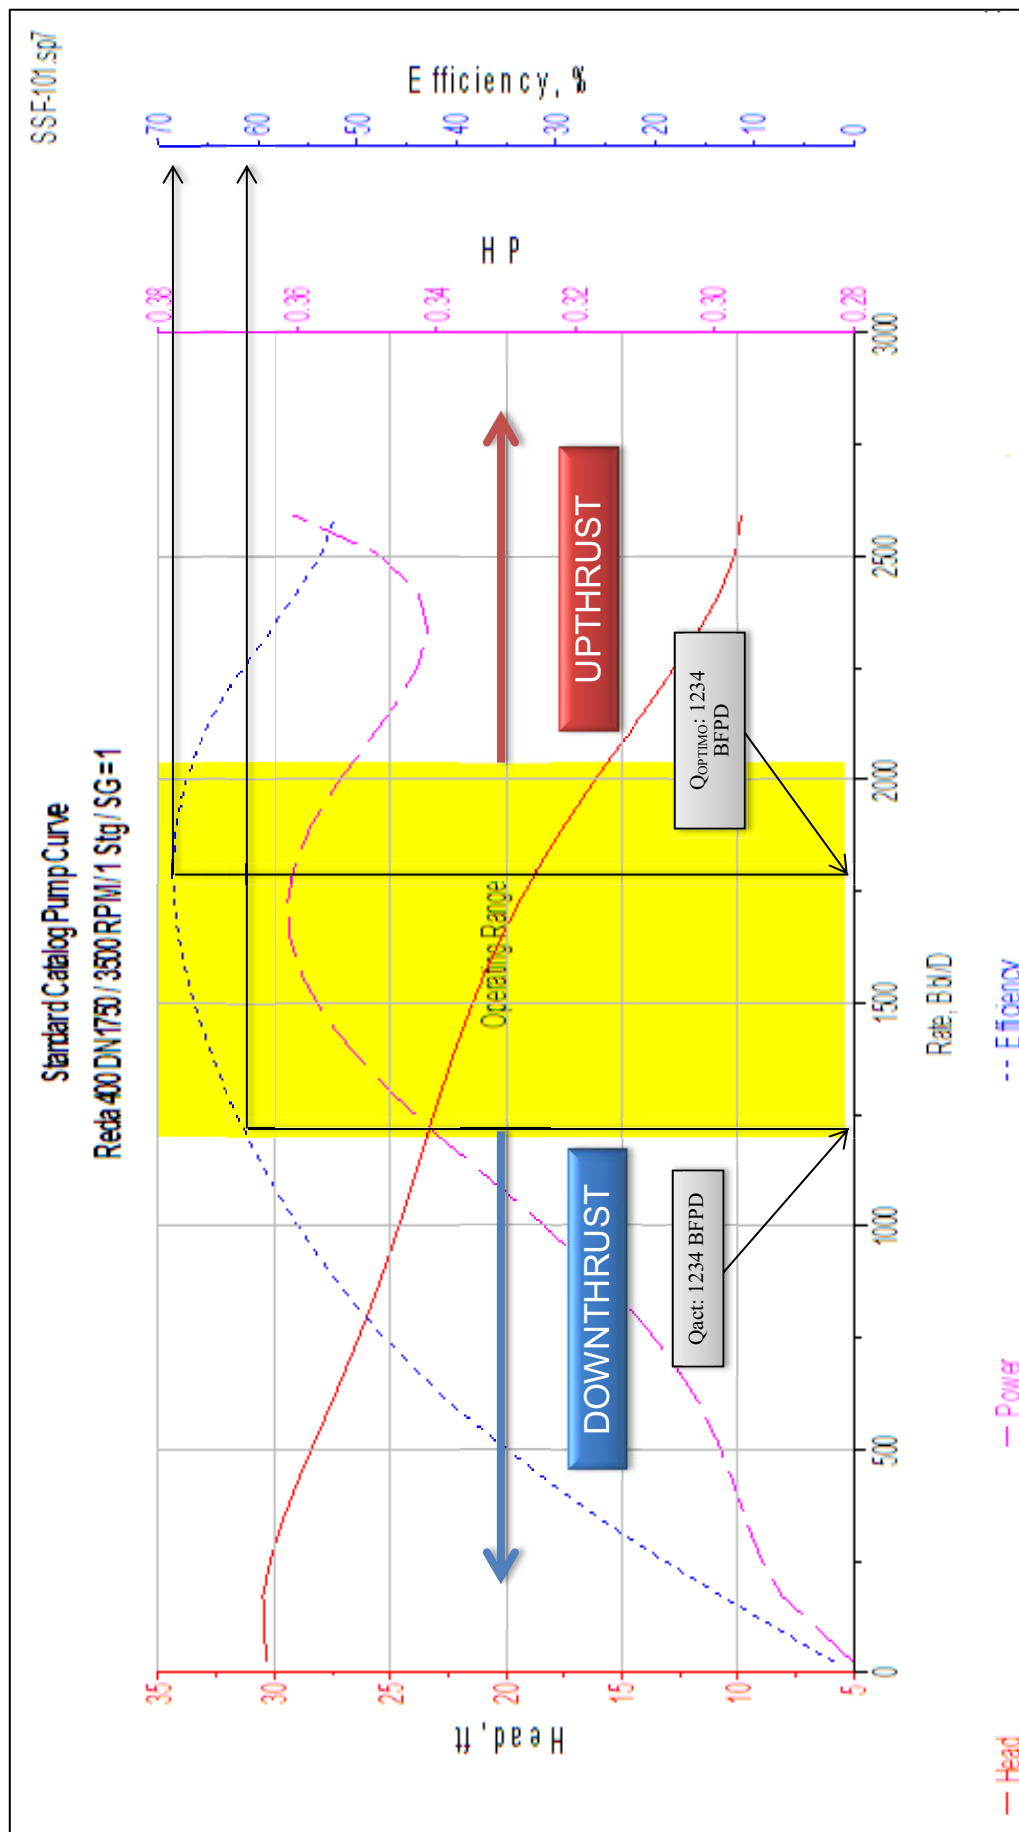 SSF-101.sp7
Standard Catalog Pump Curve
Reda 400 DN1750 / 3500 RPM / 1 Stg / SG = 1
Head, ft
35
30
25
20
15
10
5
Operating Range
DOWNTHRUST
UPTHRUST
Qact: 1234 BFPD
QOPTIMO: 1234
BFPD
HP
0.38
0.36
0.34
0.32
0.30
0.28
Efficiency, %
70
60
50
40
30
20
10
0
0
500
1000
1500
2000
2500
3000
Rate, Bbl/D
Head
Power
Efficiency